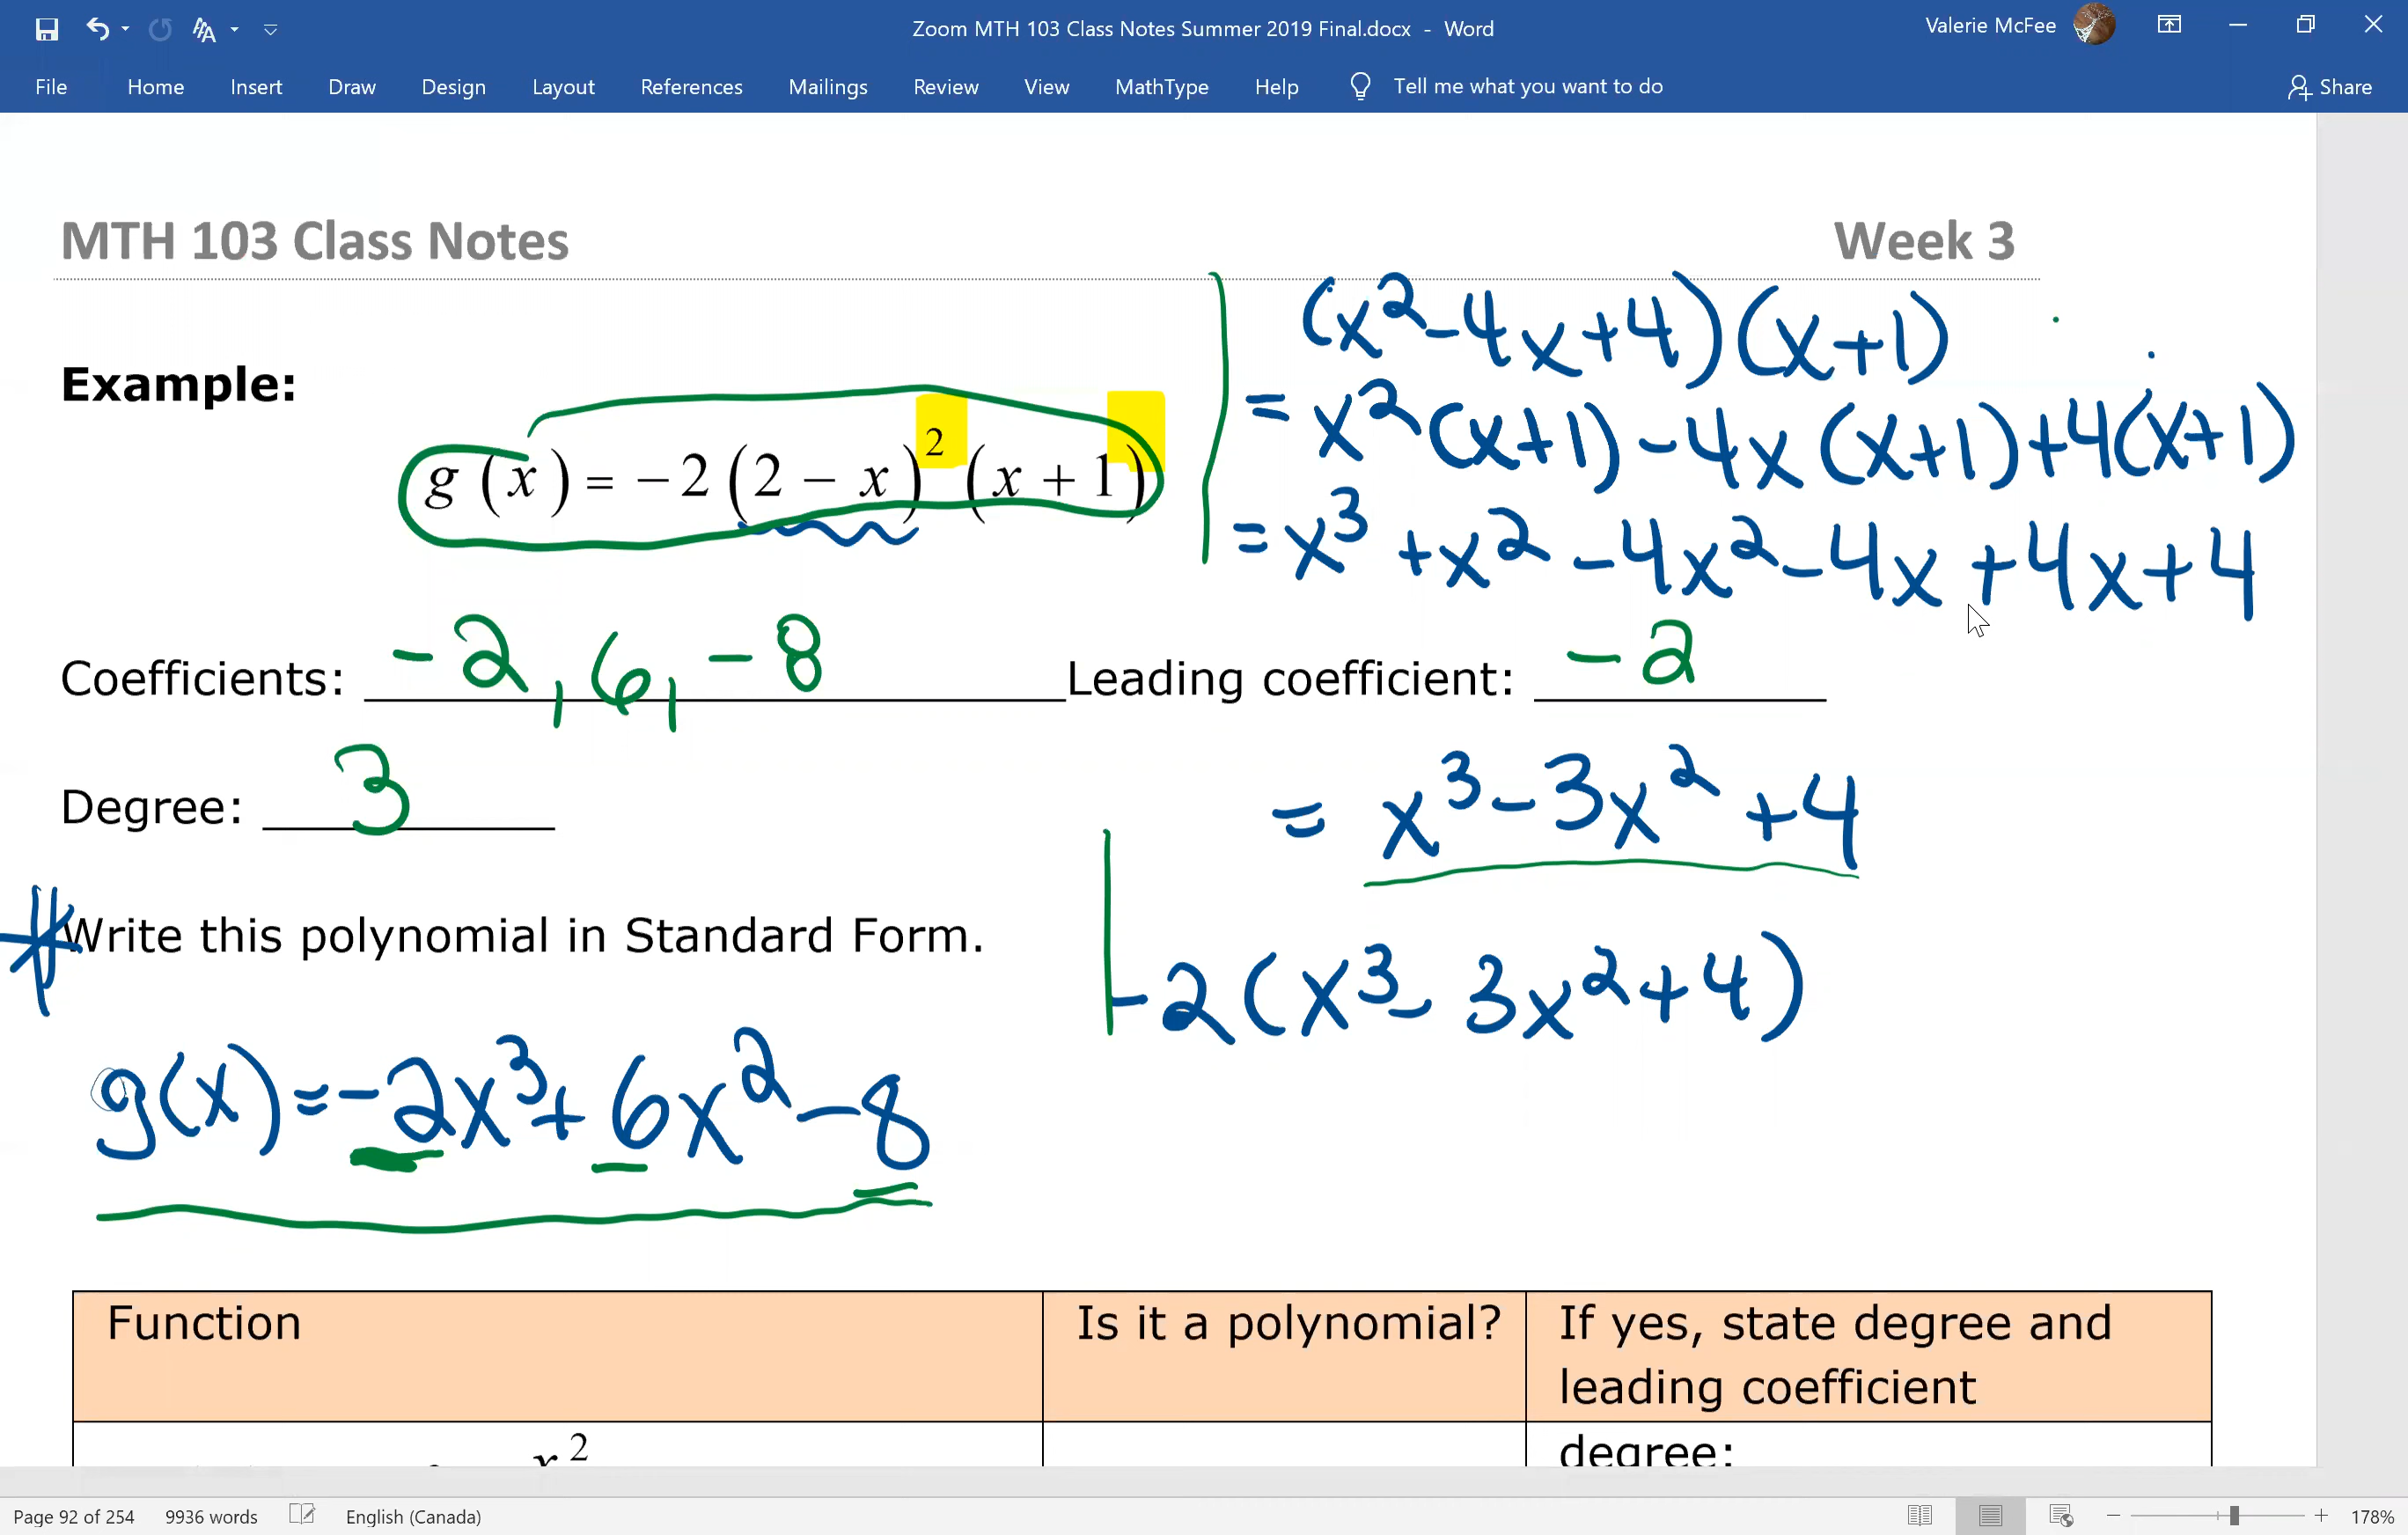 Zoom MTH 103 Class Notes Summer 2019 Final.docx - Word
Valerie McFee
File Home Insert Draw Design Layout References Mailings Review View MathType Help Tell me what you want to do Share
MTH 103 Class Notes Week 3
Example:
g(x) = −2(2 − x)²(x + 1)
(x²-4x+4)(x+1)
= x²(x+1)-4x(x+1)+4(x+1)
= x³ +x² -4x² -4x +4x+4
Coefficients: -2, 6, -8 Leading coefficient: -2
Degree: 3
= x³-3x²+4
Write this polynomial in Standard Form.
-2(x³- 3x²+4)
g(x)=-2x³+ 6x²-8
Function Is it a polynomial? If yes, state degree and
leading coefficient
degree:
Page 92 of 254 9936 words English (Canada) 178%